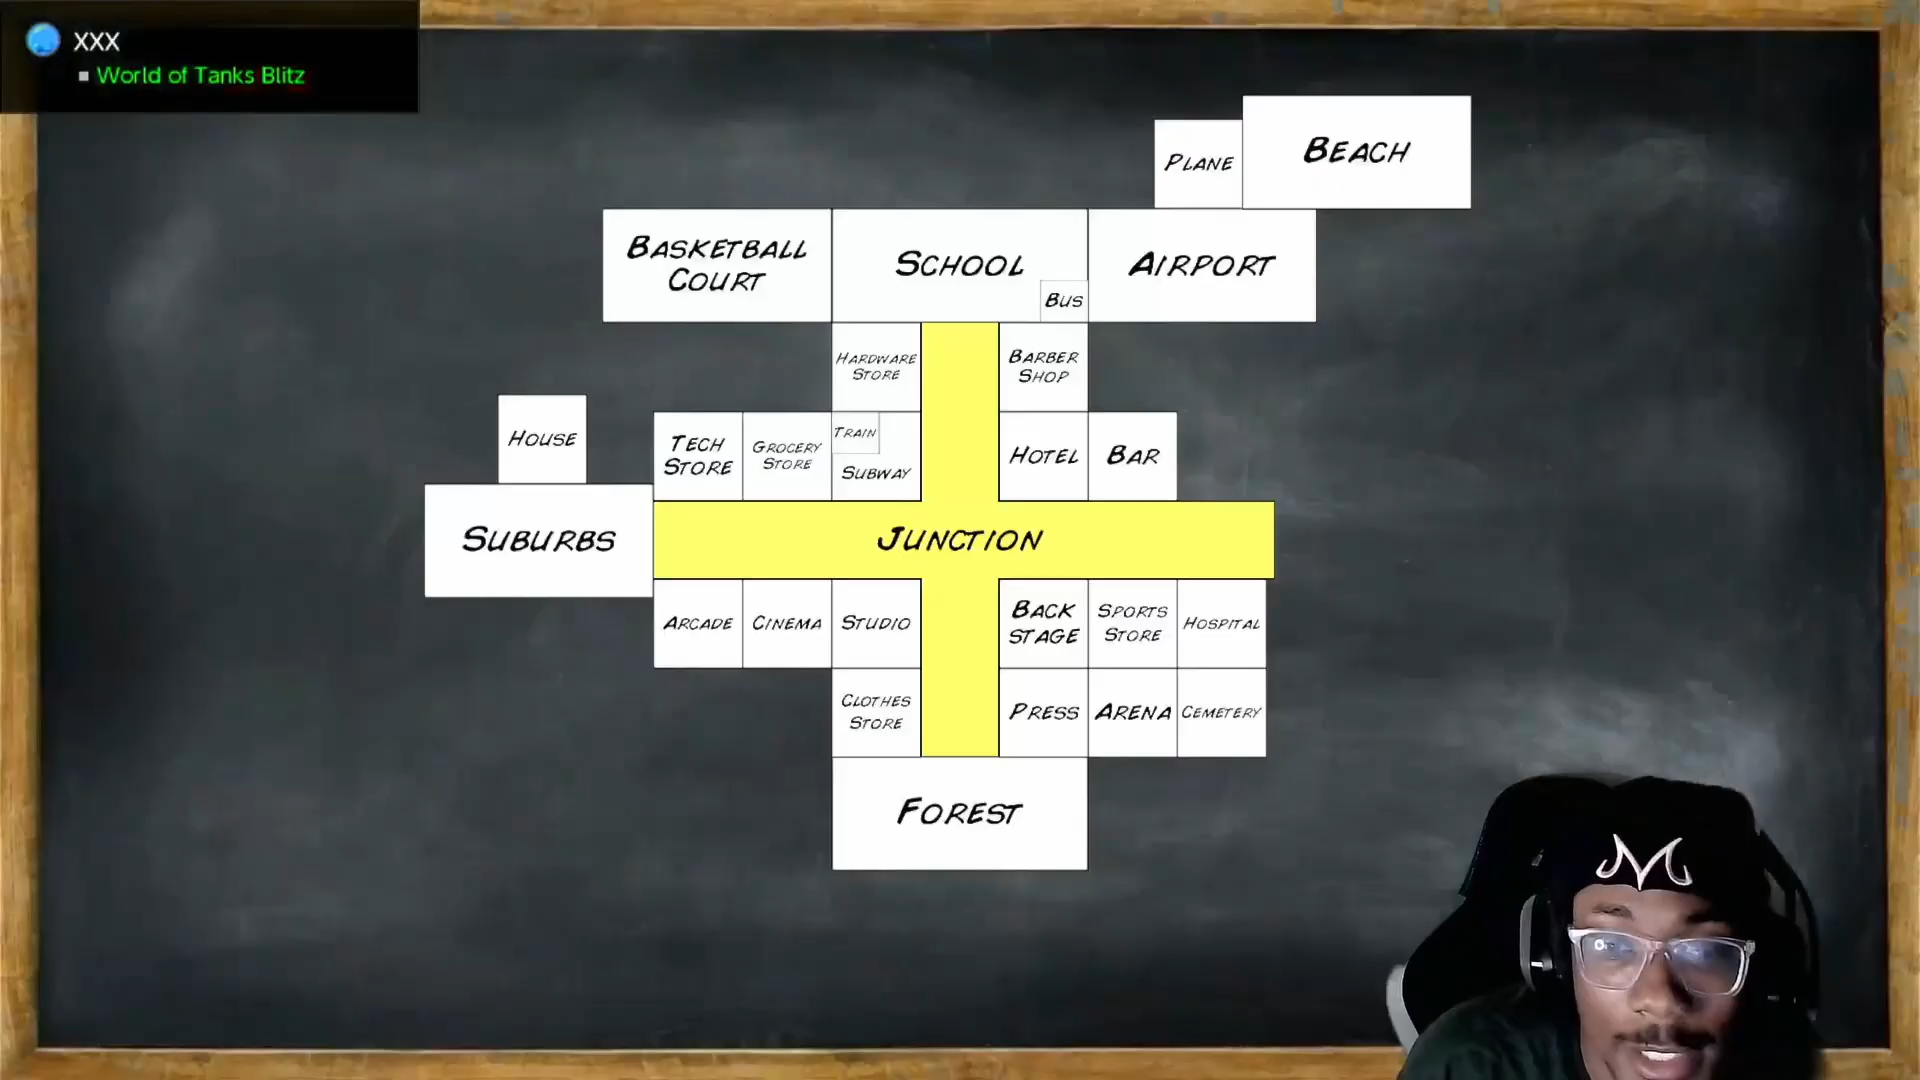 XXX
World of Tanks Blitz
PLANE
BEACH
BASKETBALL
COURT
SCHOOL
BUS
AIRPORT
HARDWARE
STORE
BARBER
SHOP
HOUSE
TECH
STORE
GROCERY
STORE
TRAIN
SUBWAY
HOTEL
BAR
SUBURBS
JUNCTION
ARCADE
CINEMA
STUDIO
BACK
STAGE
SPORTS
STORE
HOSPITAL
CLOTHES
STORE
PRESS
ARENA
CEMETERY
FOREST
M